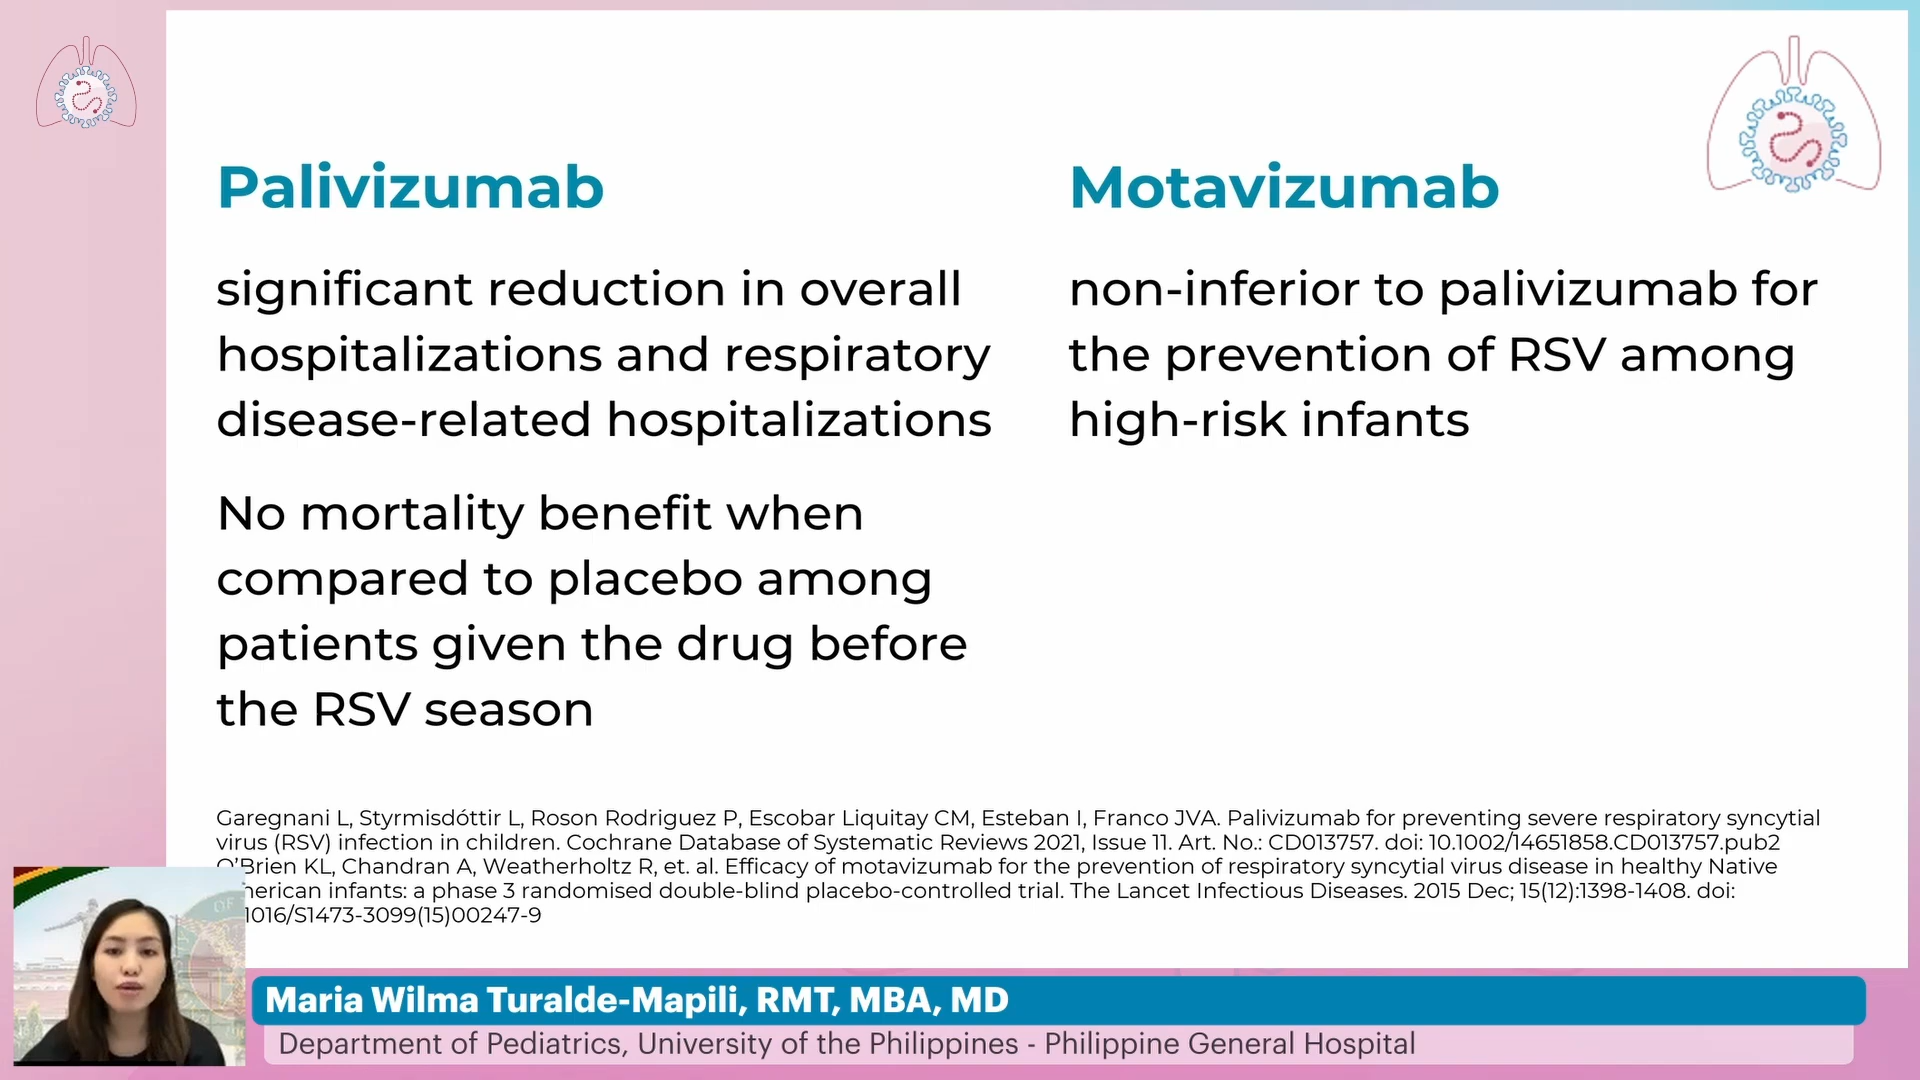 Palivizumab
significant reduction in overall
hospitalizations and respiratory
disease-related hospitalizations
No mortality benefit when
compared to placebo among
patients given the drug before
the RSV season
Motavizumab
non-inferior to palivizumab for
the prevention of RSV among
high-risk infants
Garegnani L, Styrmisdóttir L, Roson Rodriguez P, Escobar Liquitay CM, Esteban I, Franco JVA. Palivizumab for preventing severe respiratory syncytial
virus (RSV) infection in children. Cochrane Database of Systematic Reviews 2021, Issue 11. Art. No.: CD013757. doi: 10.1002/14651858.CD013757.pub2
O'Brien KL, Chandran A, Weatherholtz R, et. al. Efficacy of motavizumab for the prevention of respiratory syncytial virus disease in healthy Native
merican infants: a phase 3 randomised double-blind placebo-controlled trial. The Lancet Infectious Diseases. 2015 Dec; 15(12):1398-1408. doi:
1016/S1473-3099(15)00247-9
Maria Wilma Turalde-Mapili, RMT, MBA, MD
Department of Pediatrics, University of the Philippines - Philippine General Hospital